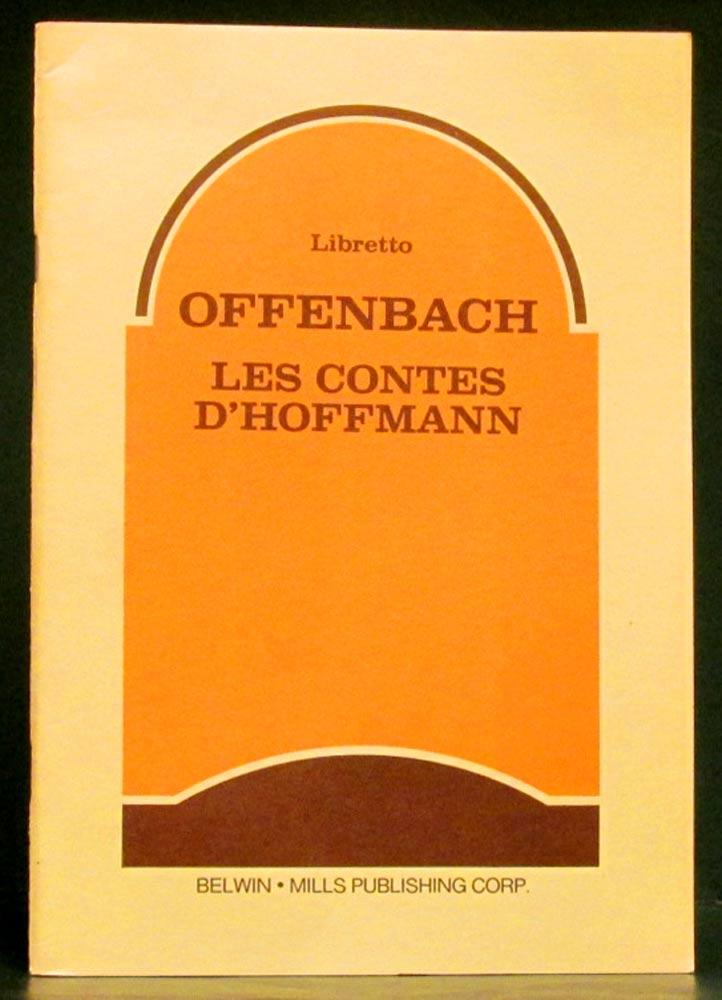 Libretto
OFFENBACH
LES CONTES
D'HOFFMANN
BELWIN • MILLS PUBLISHING CORP.